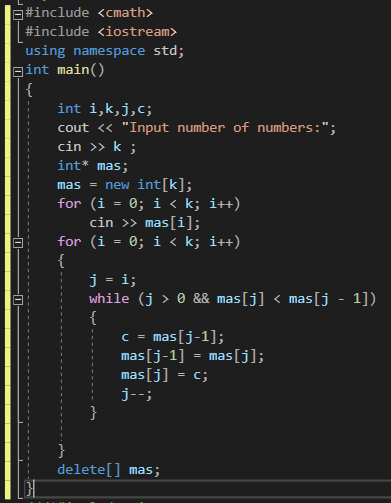 #include <cmath>
#include <iostream>
using namespace std;
int main()
{
    int i,k,j,c;
    cout << "Input number of numbers:";
    cin >> k ;
    int* mas;
    mas = new int[k];
    for (i = 0; i < k; i++)
        cin >> mas[i];
    for (i = 0; i < k; i++)
    {
        j = i;
        while (j > 0 && mas[j] < mas[j - 1])
        {
            c = mas[j-1];
            mas[j-1] = mas[j];
            mas[j] = c;
            j--;
        }

    }
    delete[] mas;
}